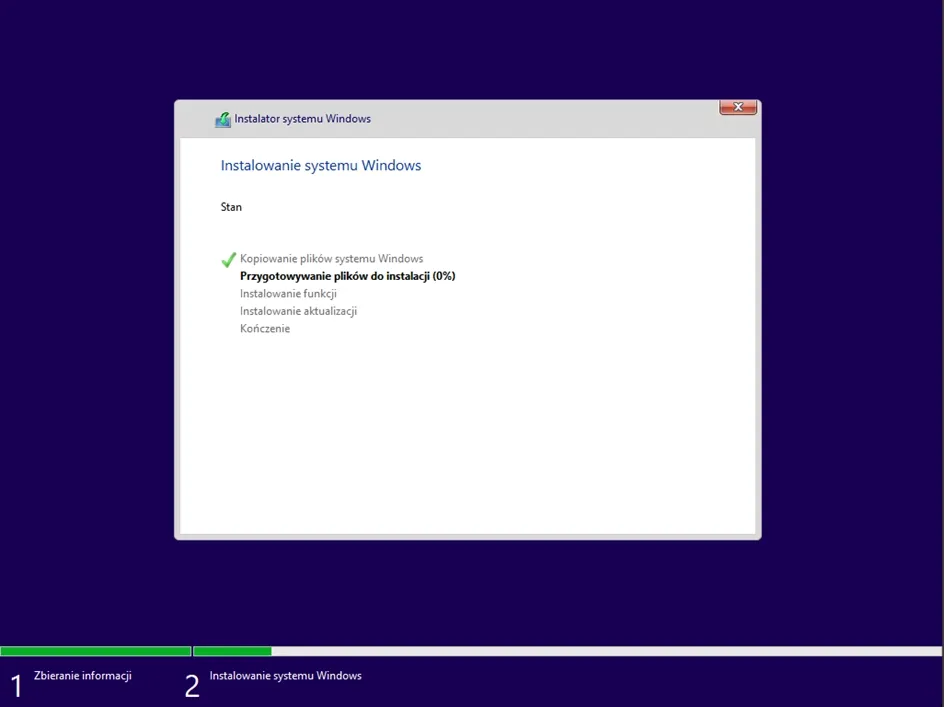 Instalator systemu Windows
Instalowanie systemu Windows
Stan
Kopiowanie plików systemu Windows
Przygotowywanie plików do instalacji (0%)
Instalowanie funkcji
Instalowanie aktualizacji
Kończenie
1 Zbieranie informacji
2 Instalowanie systemu Windows